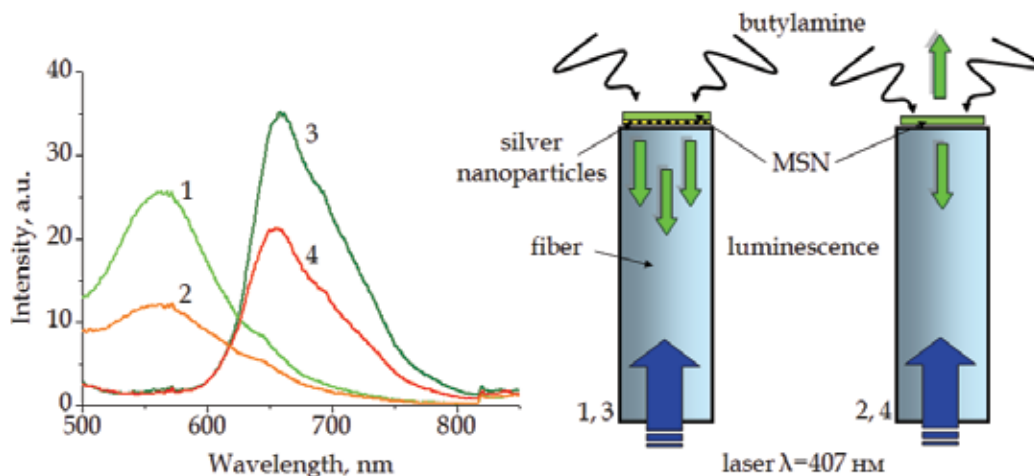 Intensity, a.u.
40
30
20
10
0
500
600
700
800
Wavelength, nm
1
2
3
4
butylamine
silver
nanoparticles
MSN
fiber
luminescence
1, 3
2, 4
laser λ=407 нм